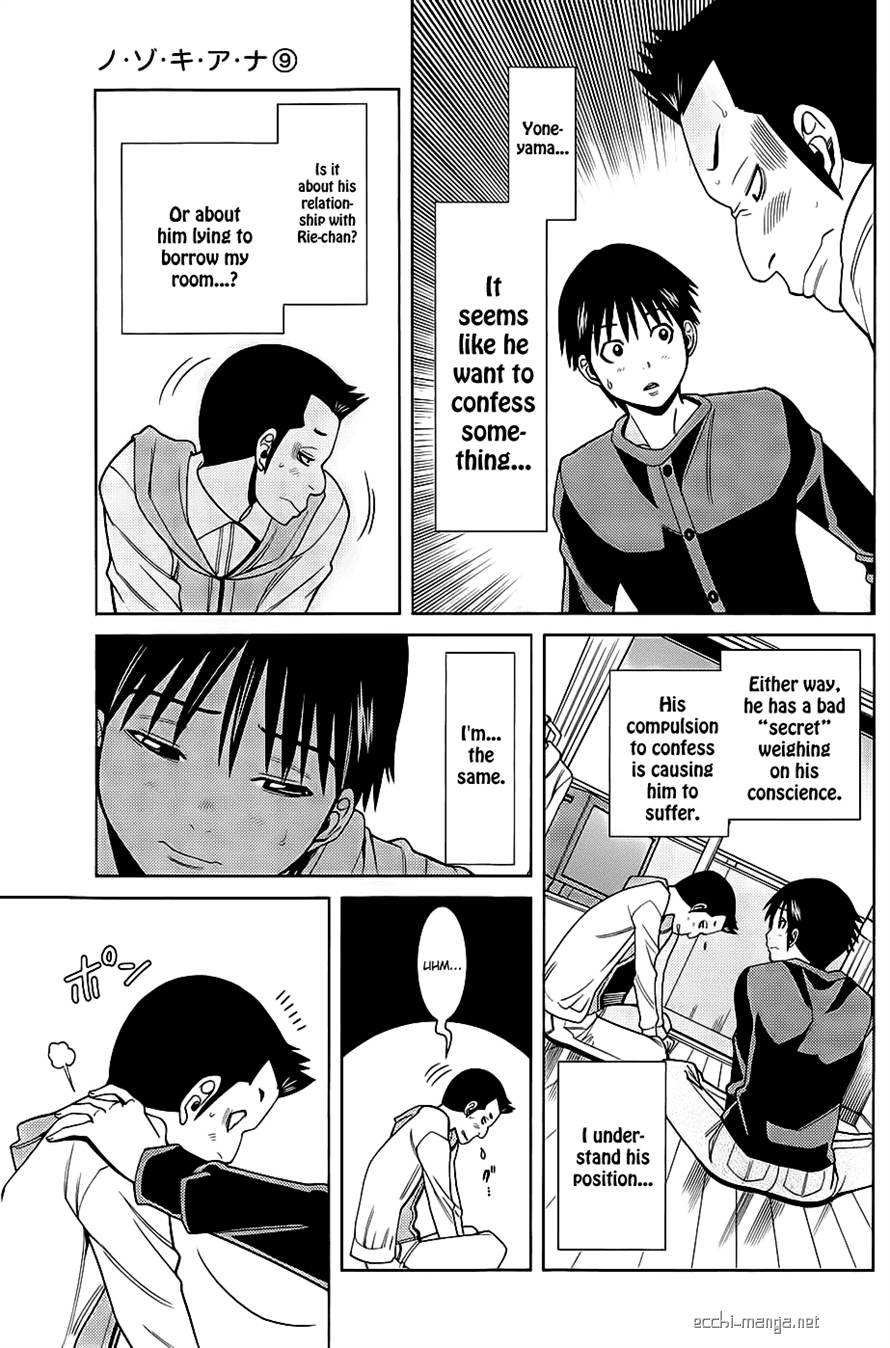 ノ・ゾ・キ・ア・ナ⑨
Yone-
yama...
It
seems
like he
want to
confess
some-
thing...
Is it
about his
relation-
ship with
Rie-chan?
Or about
him lying to
borrow my
room...?
Either way,
he has a bad
“secret”
weighing
on his
conscience.
His
compulsion
to confess
is causing
him to
suffer.
I under-
stand his
position...
I'm...
the
same.
UHM...
グッ…
ポン
ecchi-manga.net